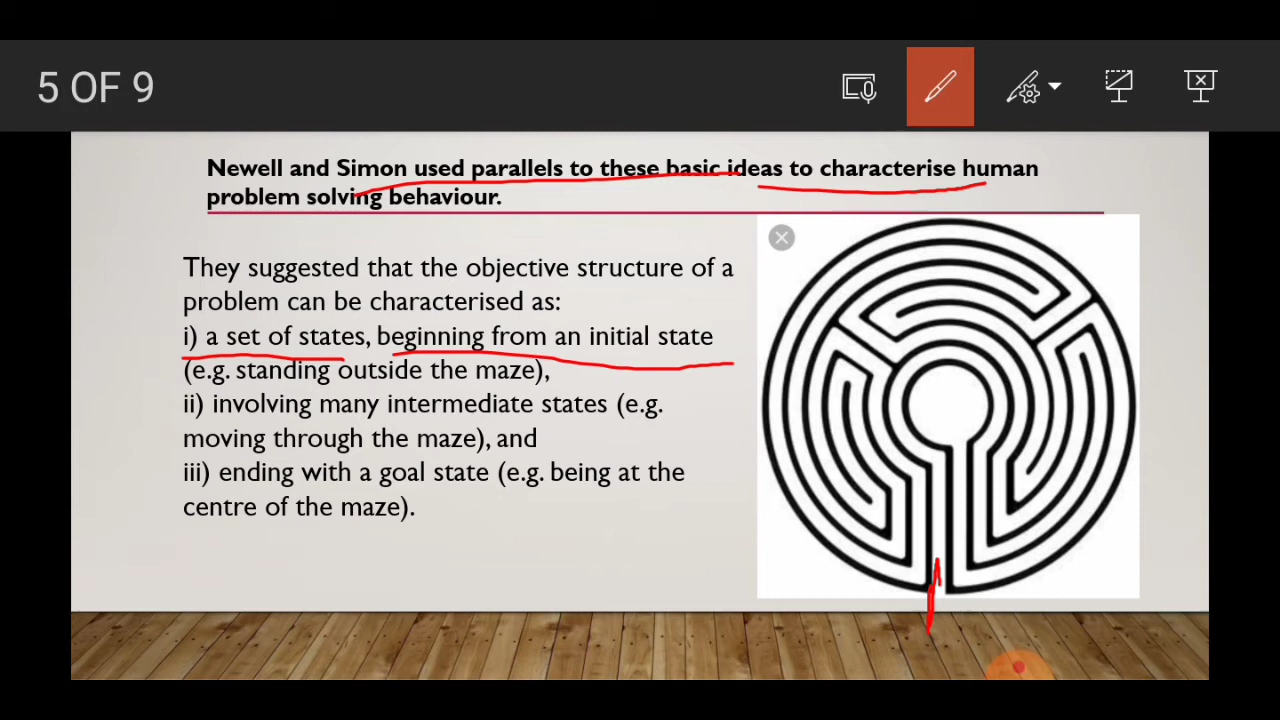 5 OF 9
Newell and Simon used parallels to these basic ideas to characterise human
problem solving behaviour.
They suggested that the objective structure of a
problem can be characterised as:
i) a set of states, beginning from an initial state
(e.g. standing outside the maze),
ii) involving many intermediate states (e.g.
moving through the maze), and
iii) ending with a goal state (e.g. being at the
centre of the maze).